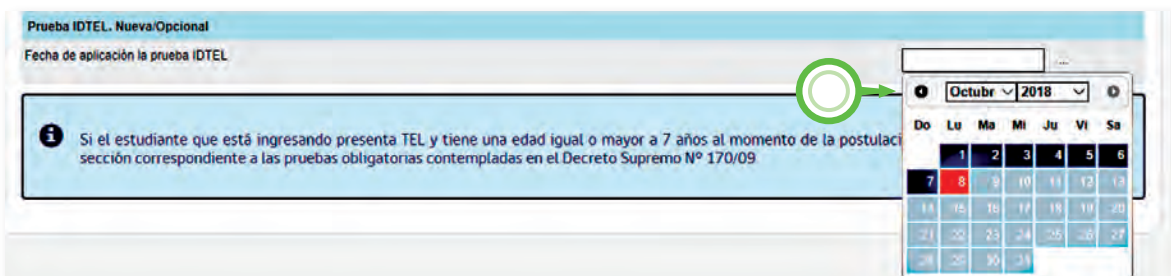 Prueba IDTEL. Nueva/Opcional
Fecha de aplicación la prueba IDTEL
...
Octubr 2018
Do Lu Ma Mi Ju Vi Sa
1 2 3 4 5 6
7 8 9 10 11 12 13
14 15 16 17 18 19 20
21 22 23 24 25 26 27
28 29 30 31
Si el estudiante que está ingresando presenta TEL y tiene una edad igual o mayor a 7 años al momento de la postulaci
sección correspondiente a las pruebas obligatorias contempladas en el Decreto Supremo Nº 170/09